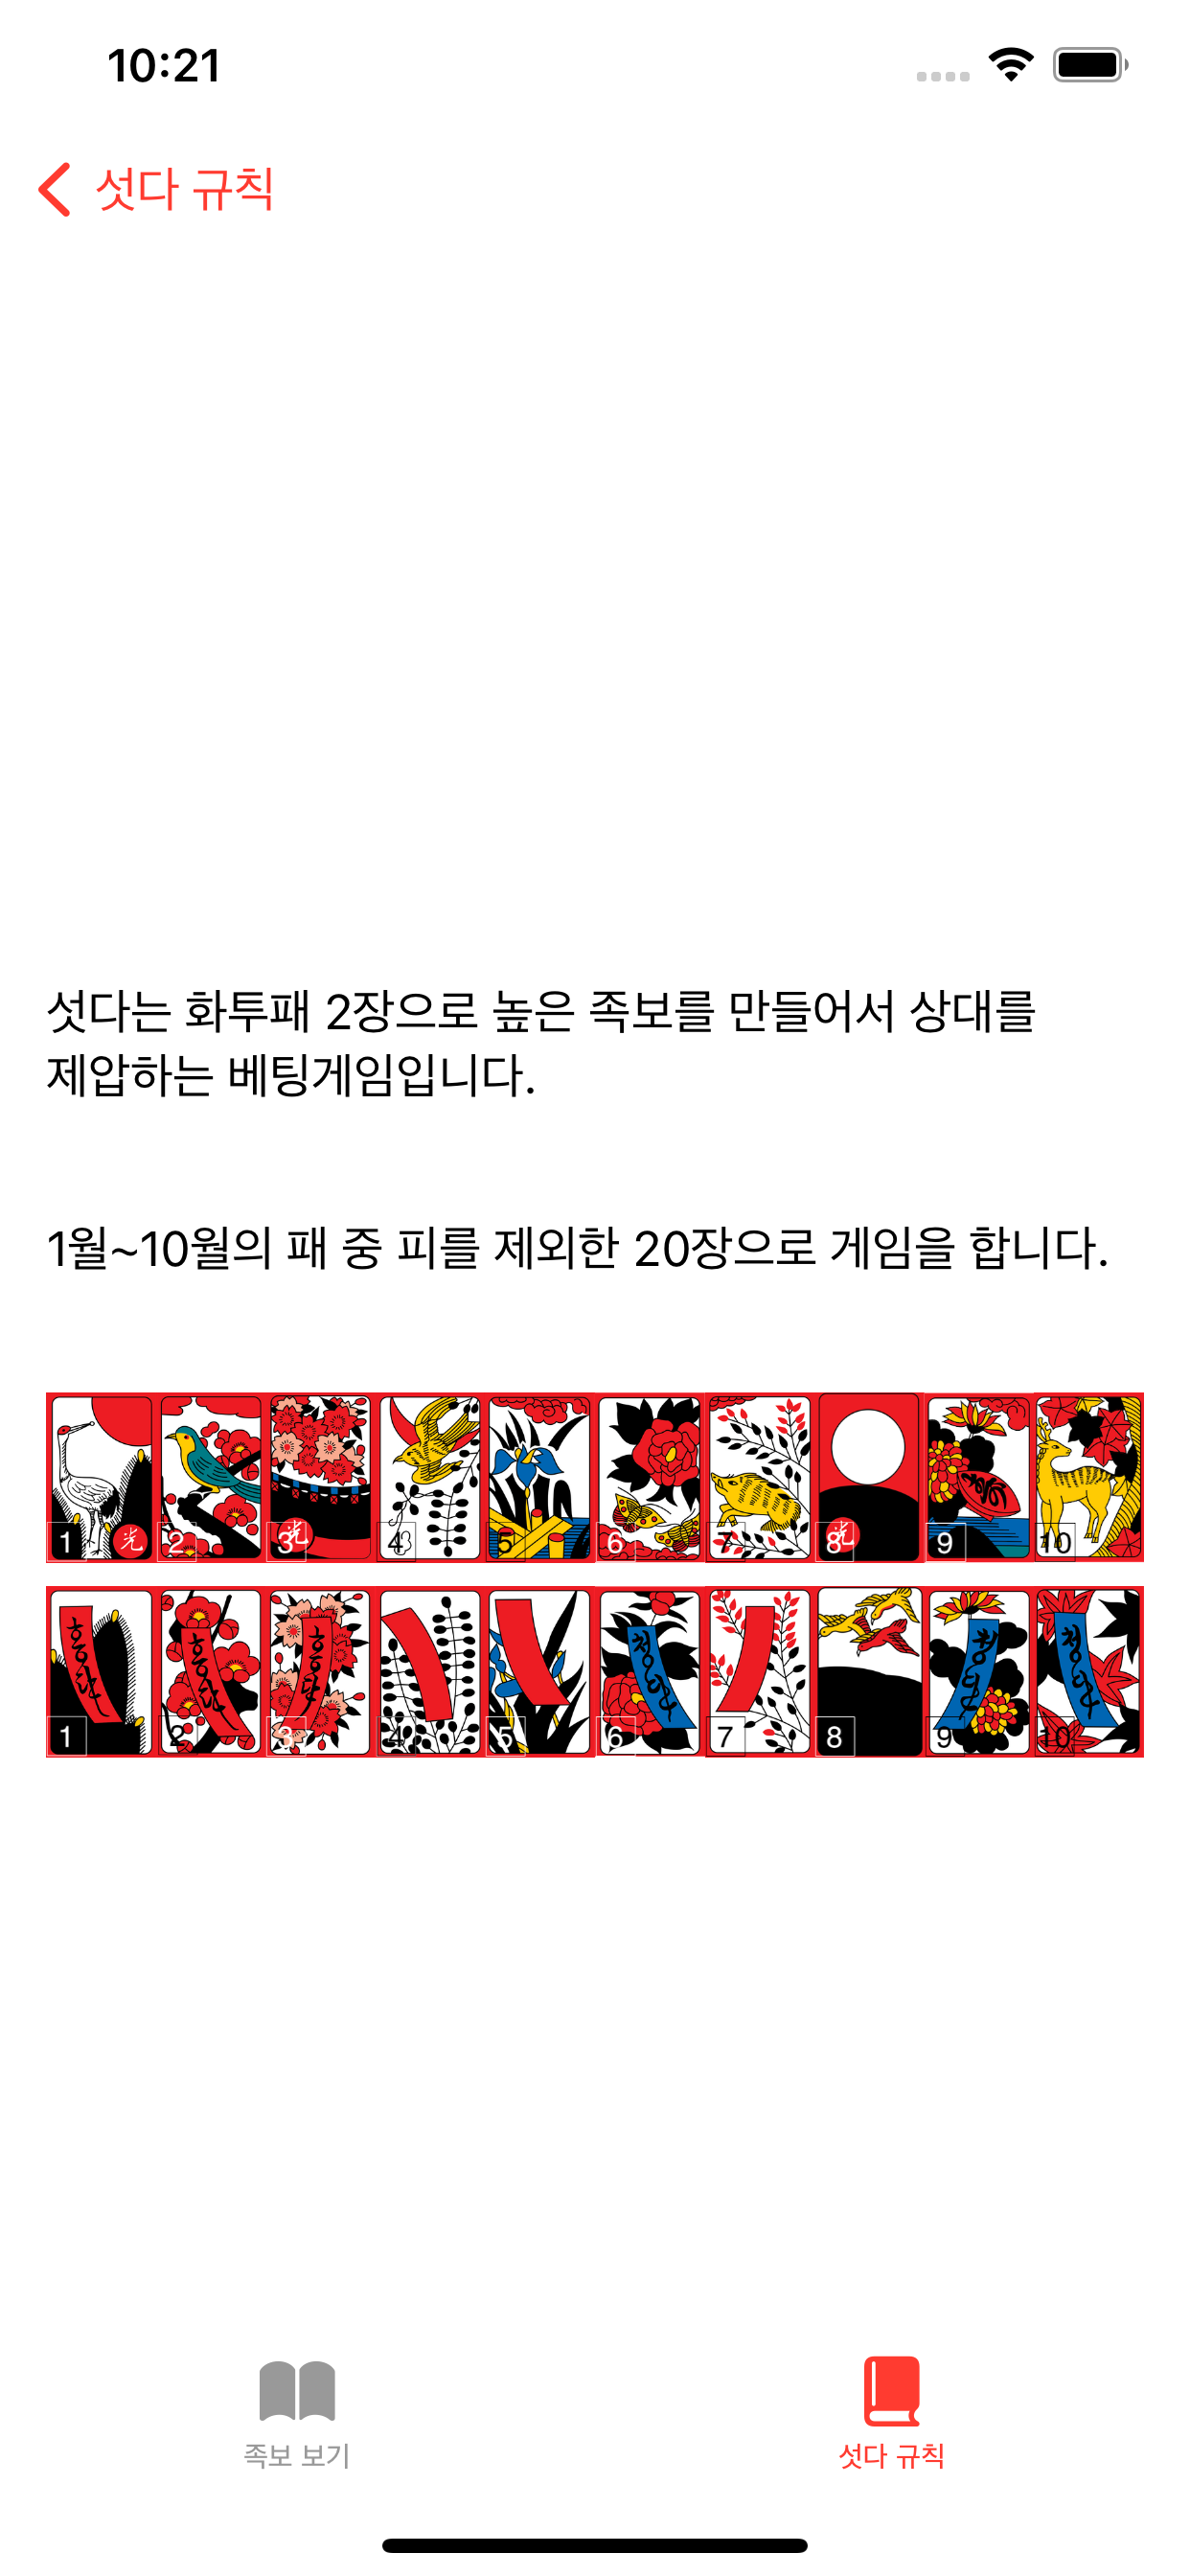 10:21
섯다 규칙
섯다는 화투패 2장으로 높은 족보를 만들어서 상대를
제압하는 베팅게임입니다.
1월~10월의 패 중 피를 제외한 20장으로 게임을 합니다.
1 光 2 3 光 4 5 6 7 8 光 9 10
홍단 홍단 홍단 청단 청단 청단
1 2 3 4 5 6 7 8 9 10
족보 보기
섯다 규칙